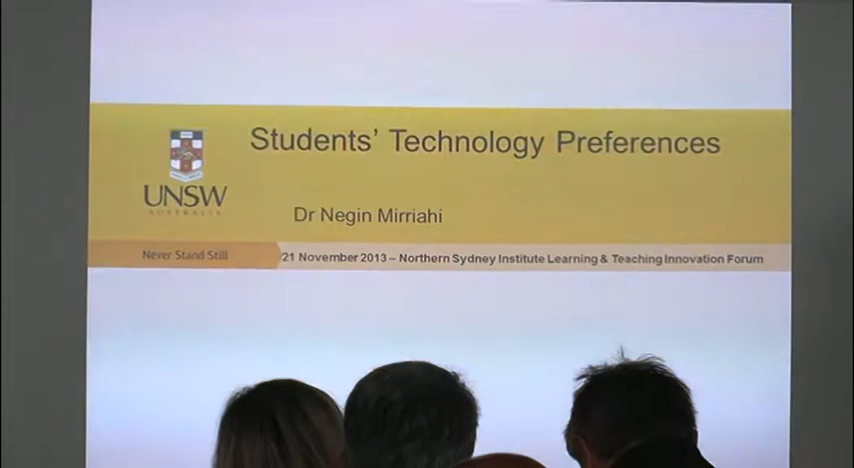 Students' Technology Preferences
UNSW
AUSTRALIA
Dr Negin Mirriahi
Never Stand Still
21 November 2013 – Northern Sydney Institute Learning & Teaching Innovation Forum